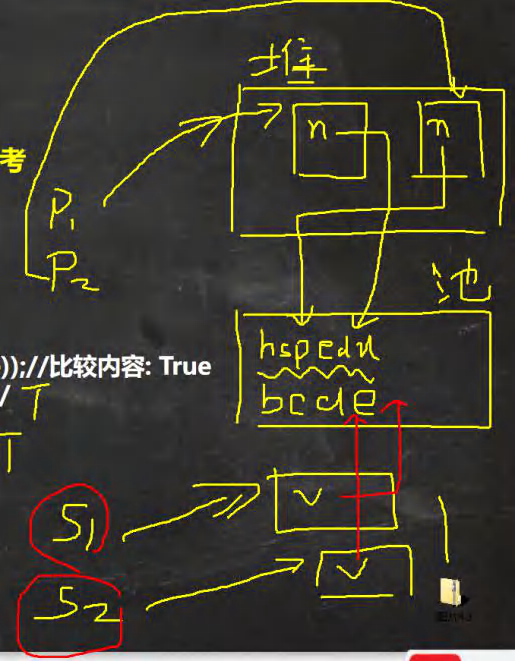 堆
考
n n
P1
P2
池
hspedu
));//比较内容: True
/ T
bcde
T
S1
v
S2
v